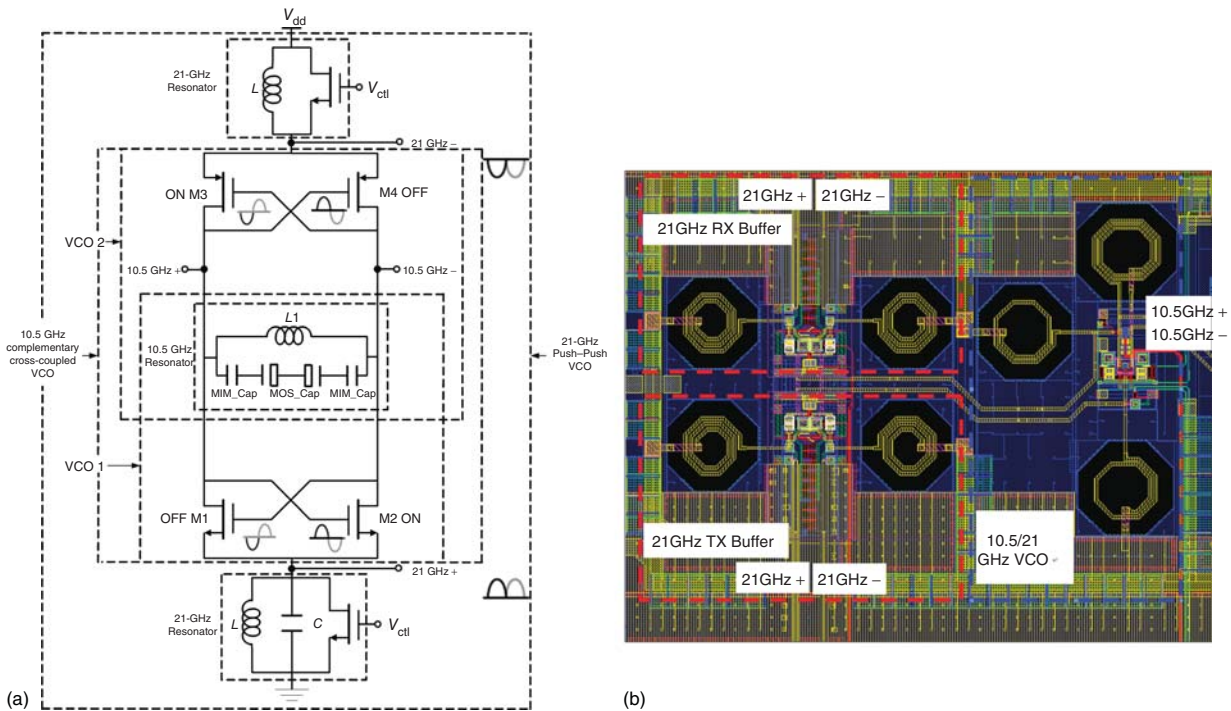 V_dd
21-GHz
Resonator
L
V_ctl
21 GHz –
ON M3
M4 OFF
VCO 2
10.5 GHz +
10.5 GHz –
L1
10.5 GHz
Resonator
MIM_Cap
MOS_Cap
MIM_Cap
10.5 GHz
complementary
cross-coupled
VCO
21-GHz
Push–Push
VCO
VCO 1
OFF M1
M2 ON
21 GHz +
21-GHz
Resonator
L
C
V_ctl
(a)
21GHz +
21GHz –
21GHz RX Buffer
10.5GHz +
10.5GHz –
21GHz TX Buffer
10.5/21
GHz VCO
21GHz +
21GHz –
(b)